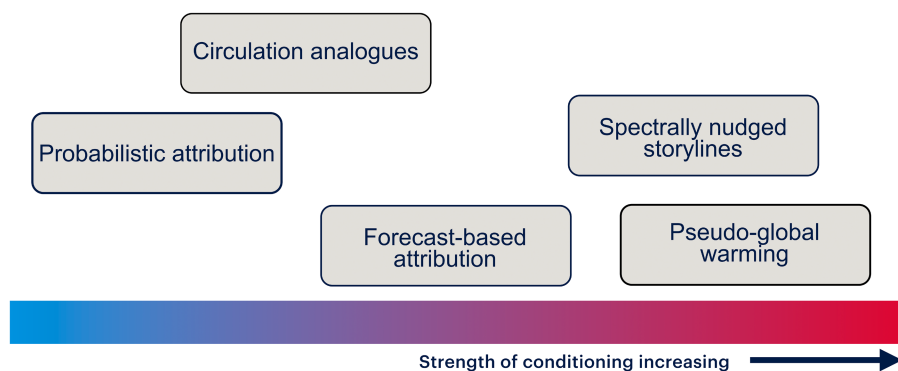 Circulation analogues
Probabilistic attribution
Spectrally nudged
storylines
Forecast-based
attribution
Pseudo-global
warming
Strength of conditioning increasing